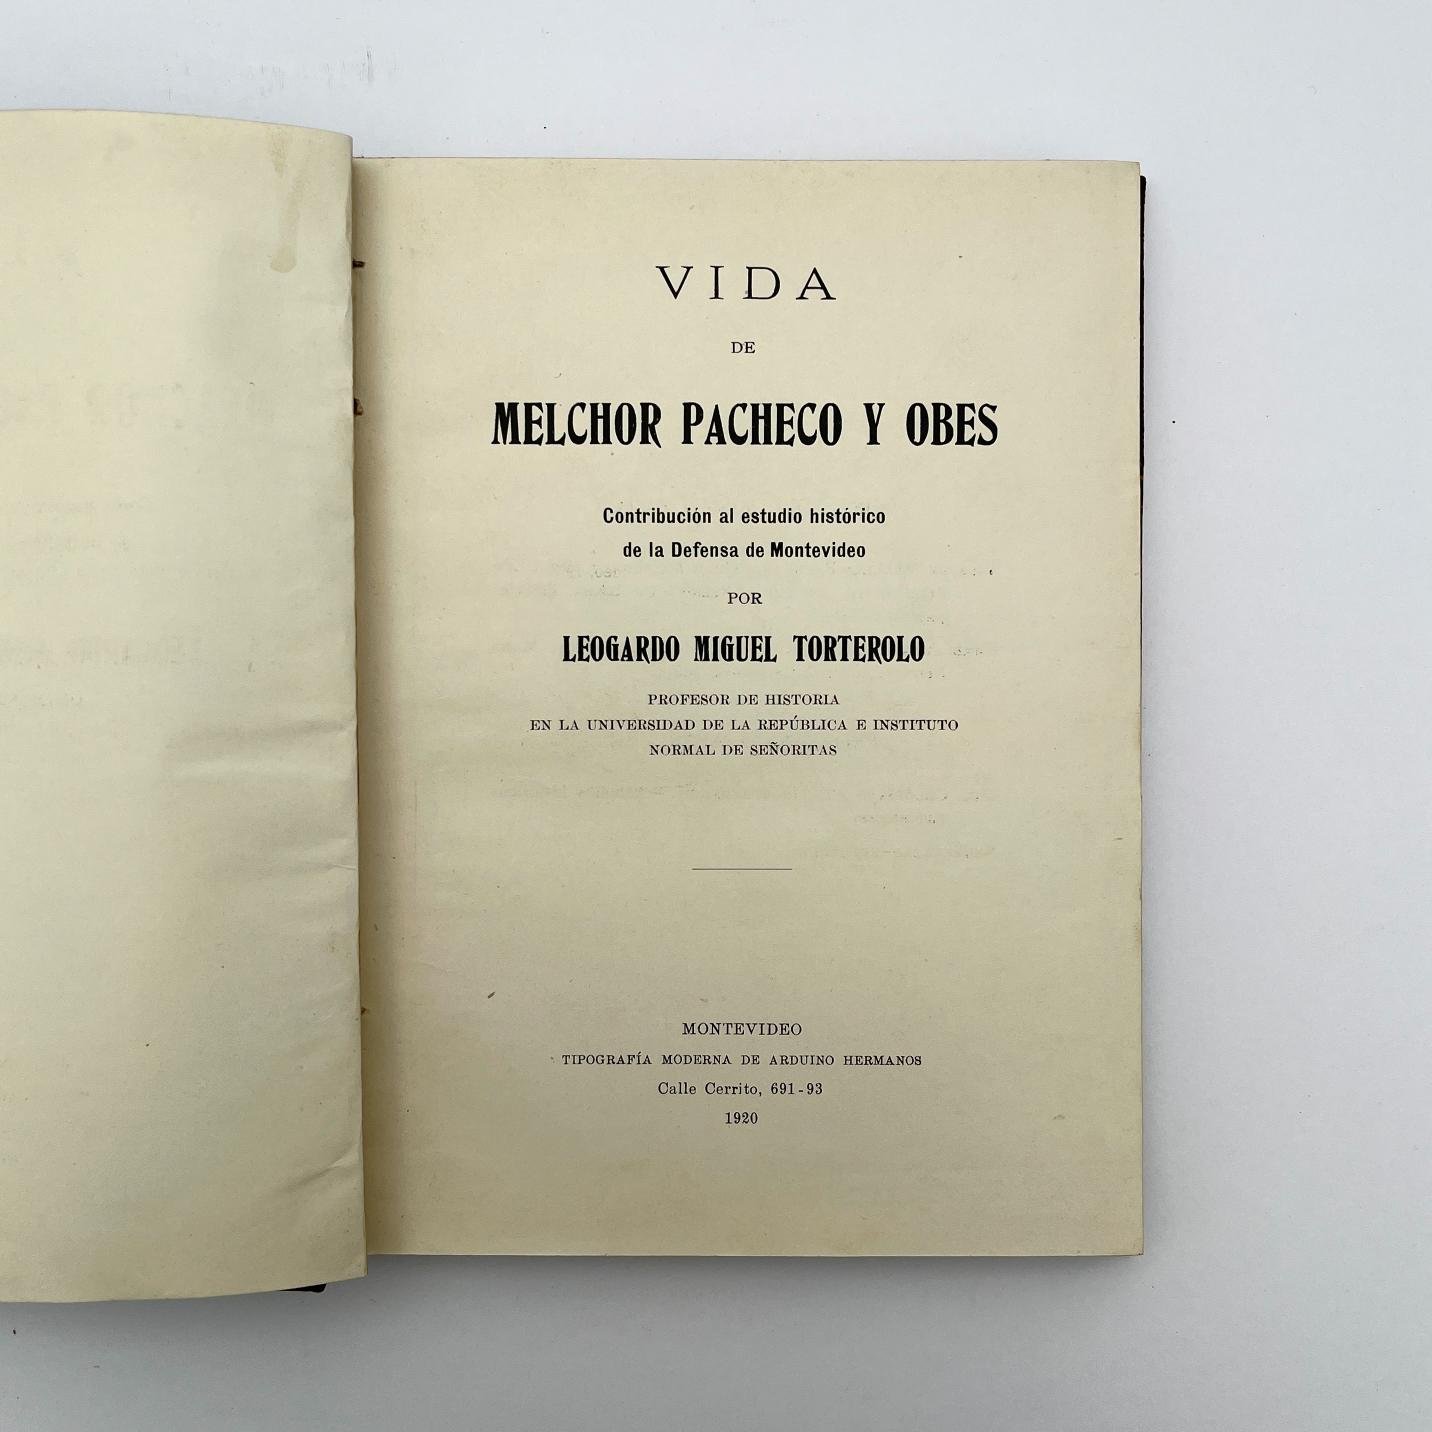 VIDA
DE
MELCHOR PACHECO Y OBES
Contribución al estudio histórico
de la Defensa de Montevideo
POR
LEOGARDO MIGUEL TORTEROLO
PROFESOR DE HISTORIA
EN LA UNIVERSIDAD DE LA REPÚBLICA E INSTITUTO
NORMAL DE SEÑORITAS
MONTEVIDEO
TIPOGRAFÍA MODERNA DE ARDUINO HERMANOS
Calle Cerrito, 691-93
1920